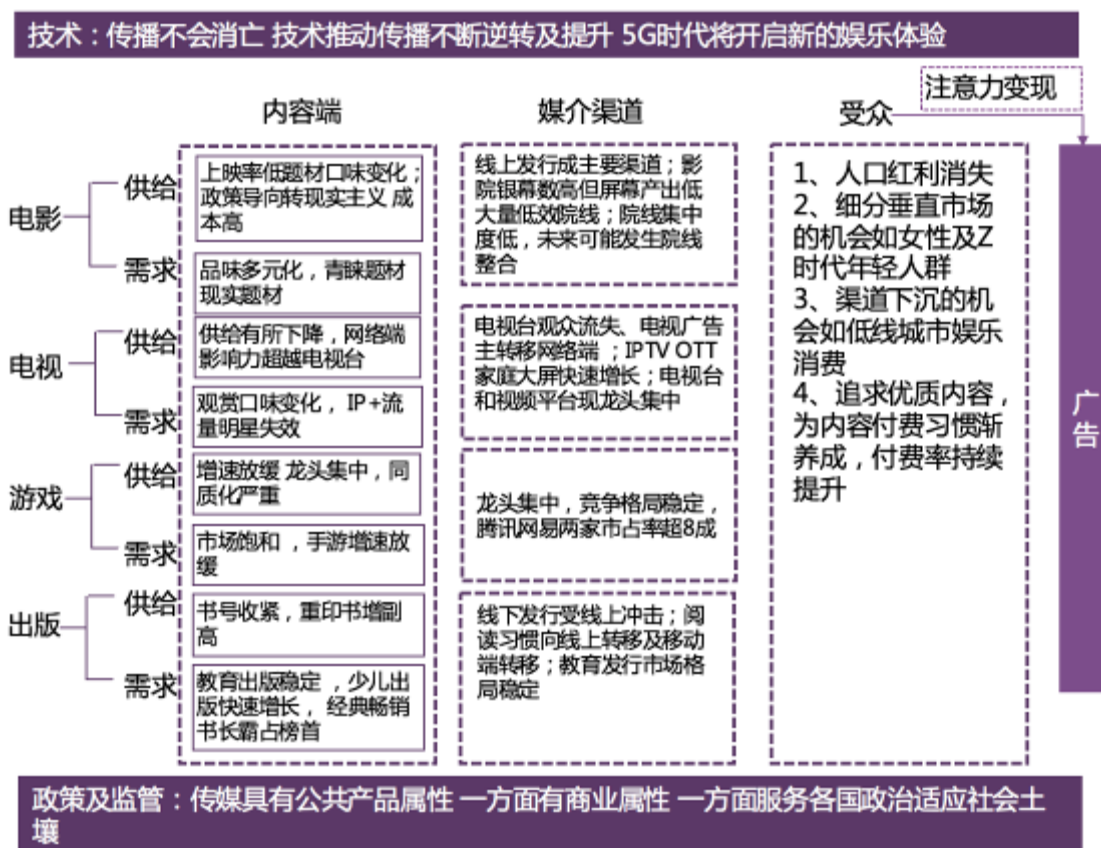 技术：传播不会消亡 技术推动传播不断逆转及提升 5G时代将开启新的娱乐体验
注意力变现
内容端
媒介渠道
受众
电影
供给
上映率低题材口味变化；
政策导向转现实主义 成
本高
需求
品味多元化，青睐题材
现实题材
线上发行成主要渠道；影
院银幕数高但屏幕产出低
大量低效院线；院线集中
度低，未来可能发生院线
整合
电视
供给
供给有所下降，网络端
影响力超越电视台
需求
观赏口味变化， IP+流
量明星失效
电视台观众流失、电视广告
主转移网络端 ；IPTV OTT
家庭大屏快速增长；电视台
和视频平台现龙头集中
游戏
供给
增速放缓 龙头集中，同
质化严重
需求
市场饱和 ，手游增速放
缓
龙头集中，竞争格局稳定，
腾讯网易两家市占率超8成
出版
供给
书号收紧，重印书增副
高
需求
教育出版稳定 ，少儿出
版快速增长， 经典畅销
书长霸占榜首
线下发行受线上冲击；阅
读习惯向线上转移及移动
端转移；教育发行市场格
局稳定
1、人口红利消失
2、细分垂直市场
的机会如女性及Z
时代年轻人群
3、渠道下沉的机
会如低线城市娱乐
消费
4、追求优质内容，
为内容付费习惯渐
养成，付费率持续
提升
广告
政策及监管：传媒具有公共产品属性 一方面有商业属性 一方面服务各国政治适应社会土
壤